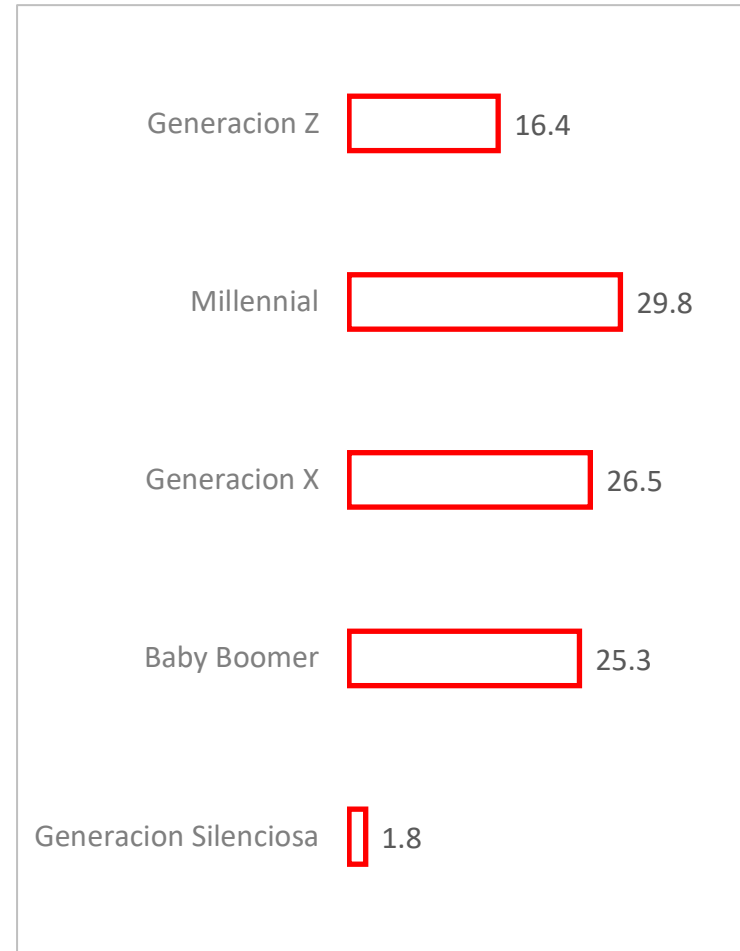 Generacion Z 16.4
Millennial 29.8
Generacion X 26.5
Baby Boomer 25.3
Generacion Silenciosa 1.8